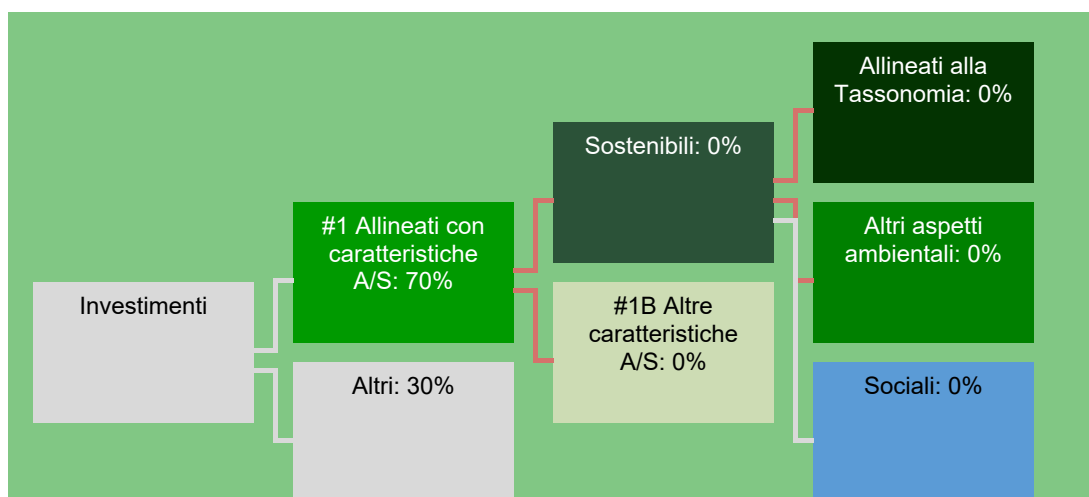 Investimenti
#1 Allineati con
caratteristiche
A/S: 70%
Altri: 30%
Sostenibili: 0%
#1B Altre
caratteristiche
A/S: 0%
Allineati alla
Tassonomia: 0%
Altri aspetti
ambientali: 0%
Sociali: 0%